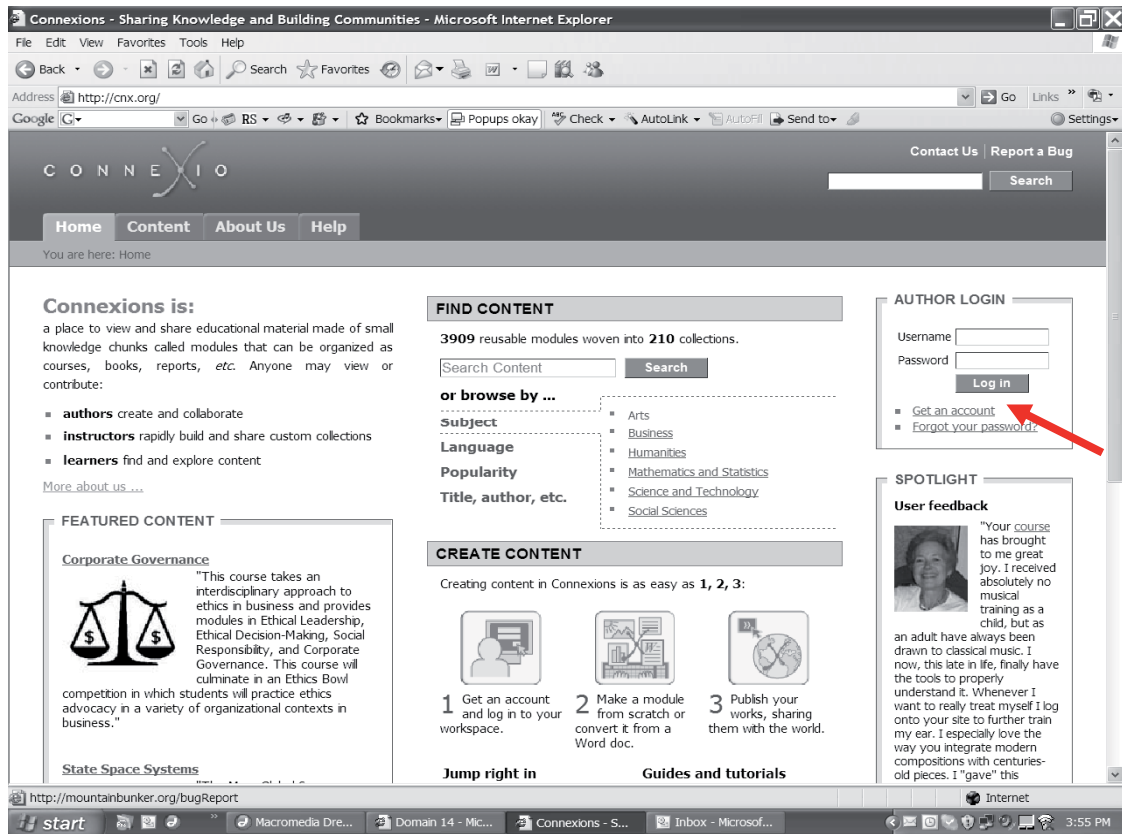 Connexions - Sharing Knowledge and Building Communities - Microsoft Internet Explorer
File Edit View Favorites Tools Help
Back Search Favorites
Address http://cnx.org/ Go Links »
Google G Go RS Bookmarks Popups okay ABC Check AutoLink AutoFill Send to Settings
Contact Us | Report a Bug
CONNEXIO
Search
Home Content About Us Help
You are here: Home
Connexions is:
a place to view and share educational material made of small
knowledge chunks called modules that can be organized as
courses, books, reports, etc. Anyone may view or
contribute:
authors create and collaborate
instructors rapidly build and share custom collections
learners find and explore content
More about us ...
FEATURED CONTENT
Corporate Governance
"This course takes an
interdisciplinary approach to
ethics in business and provides
modules in Ethical Leadership,
Ethical Decision-Making, Social
Responsibility, and Corporate
Governance. This course will
culminate in an Ethics Bowl
competition in which students will practice ethics
advocacy in a variety of organizational contexts in
business."
$ $
State Space Systems
FIND CONTENT
3909 reusable modules woven into 210 collections.
Search Content Search
or browse by ...
Subject
Language
Popularity
Title, author, etc.
Arts
Business
Humanities
Mathematics and Statistics
Science and Technology
Social Sciences
CREATE CONTENT
Creating content in Connexions is as easy as 1, 2, 3:
1 Get an account
and log in to your
workspace.
2 Make a module
from scratch or
convert it from a
Word doc.
3 Publish your
works, sharing
them with the world.
Jump right in
Guides and tutorials
AUTHOR LOGIN
Username
Password
Log in
Get an account
Forgot your password?
SPOTLIGHT
User feedback
"Your course
has brought
to me great
joy. I received
absolutely no
musical
training as a
child, but as
an adult have always been
drawn to classical music. I
now, this late in life, finally have
the tools to properly
understand it. Whenever I
want to really treat myself I log
onto your site to further train
my ear. I especially love the
way you integrate modern
compositions with centuries-
old pieces. I "gave" this
http://mountainbunker.org/bugReport Internet
start » Macromedia Dre... Domain 14 - Mic... Connexions - S... Inbox - Microsof... 3:55 PM